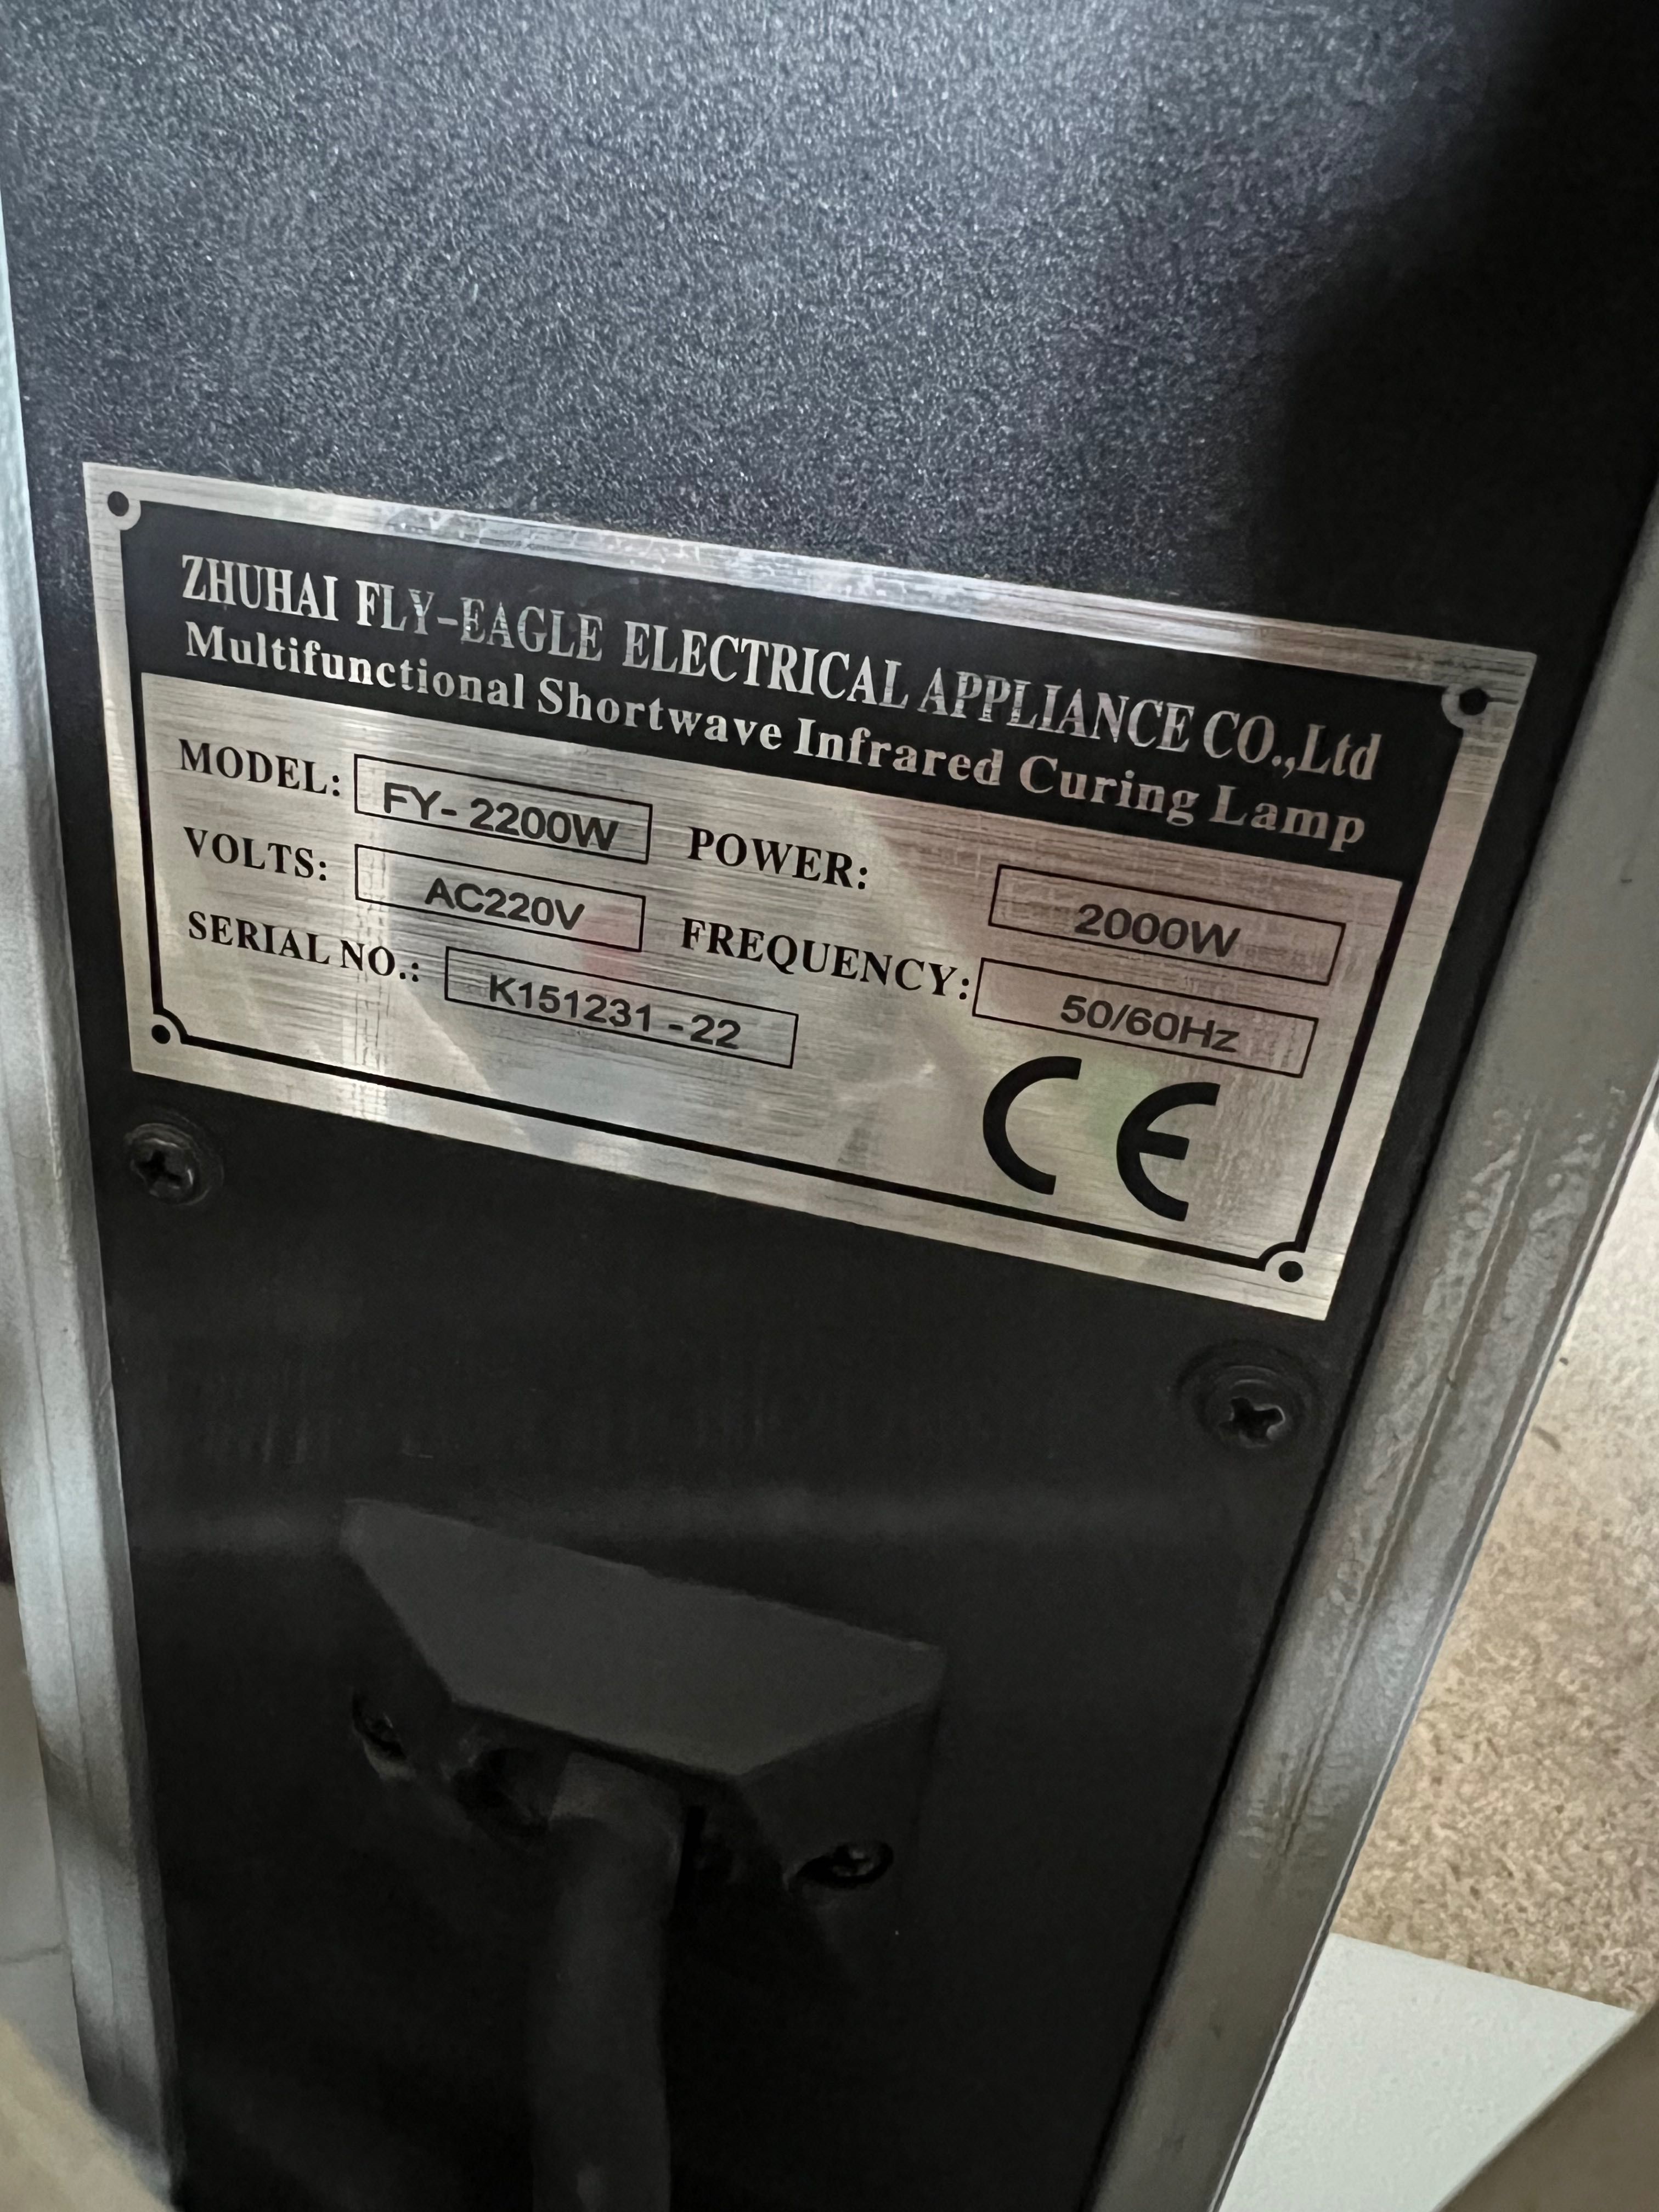 ZHUHAI FLY-EAGLE ELECTRICAL APPLIANCE CO.,Ltd
Multifunctional Shortwave Infrared Curing Lamp
MODEL: FY-2200W POWER: 2000W
VOLTS: AC220V FREQUENCY: 50/60Hz
SERIAL NO.: K151231-22
CE